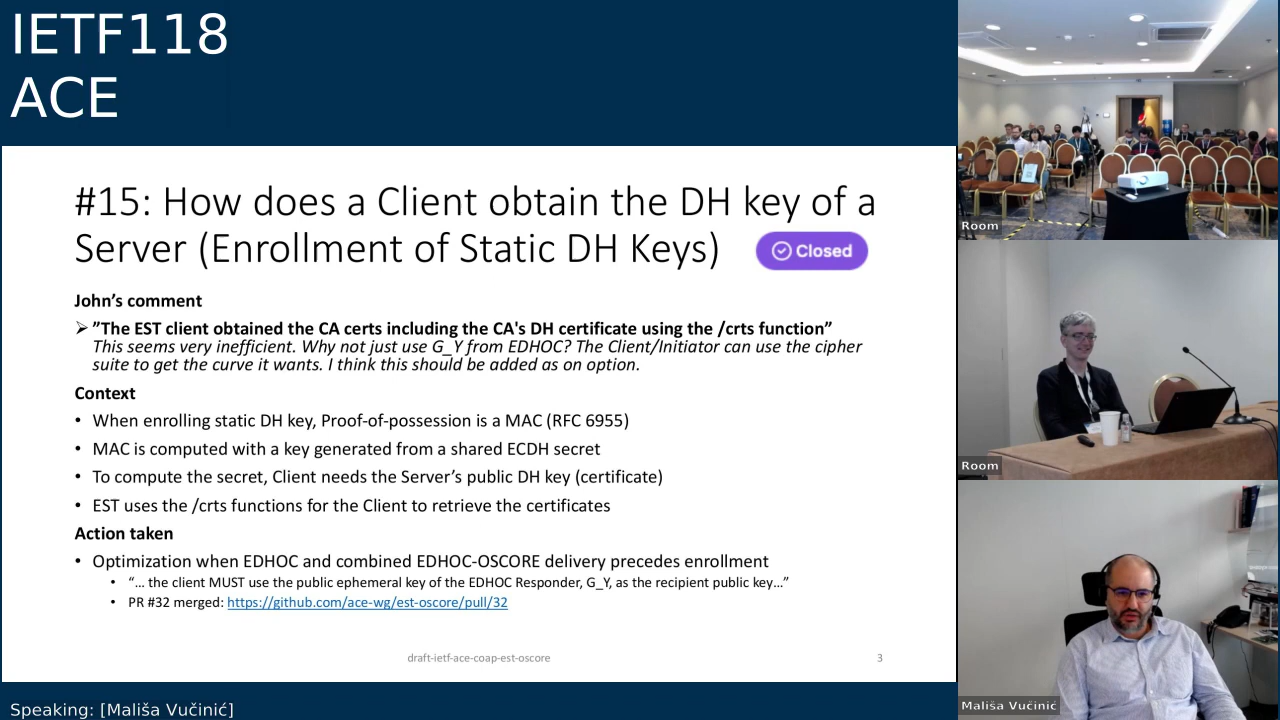 IETF118
ACE
#15: How does a Client obtain the DH key of a
Server (Enrollment of Static DH Keys)
Closed
John’s comment
➢ ”The EST client obtained the CA certs including the CA's DH certificate using the /crts function”
This seems very inefficient. Why not just use G_Y from EDHOC? The Client/Initiator can use the cipher
suite to get the curve it wants. I think this should be added as on option.
Context
• When enrolling static DH key, Proof-of-possession is a MAC (RFC 6955)
• MAC is computed with a key generated from a shared ECDH secret
• To compute the secret, Client needs the Server’s public DH key (certificate)
• EST uses the /crts functions for the Client to retrieve the certificates
Action taken
• Optimization when EDHOC and combined EDHOC-OSCORE delivery precedes enrollment
• “… the client MUST use the public ephemeral key of the EDHOC Responder, G_Y, as the recipient public key…”
• PR #32 merged: https://github.com/ace-wg/est-oscore/pull/32
draft-ietf-ace-coap-est-oscore
3
Speaking: [Mališa Vučinić]
Room
Room
Mališa Vučinić